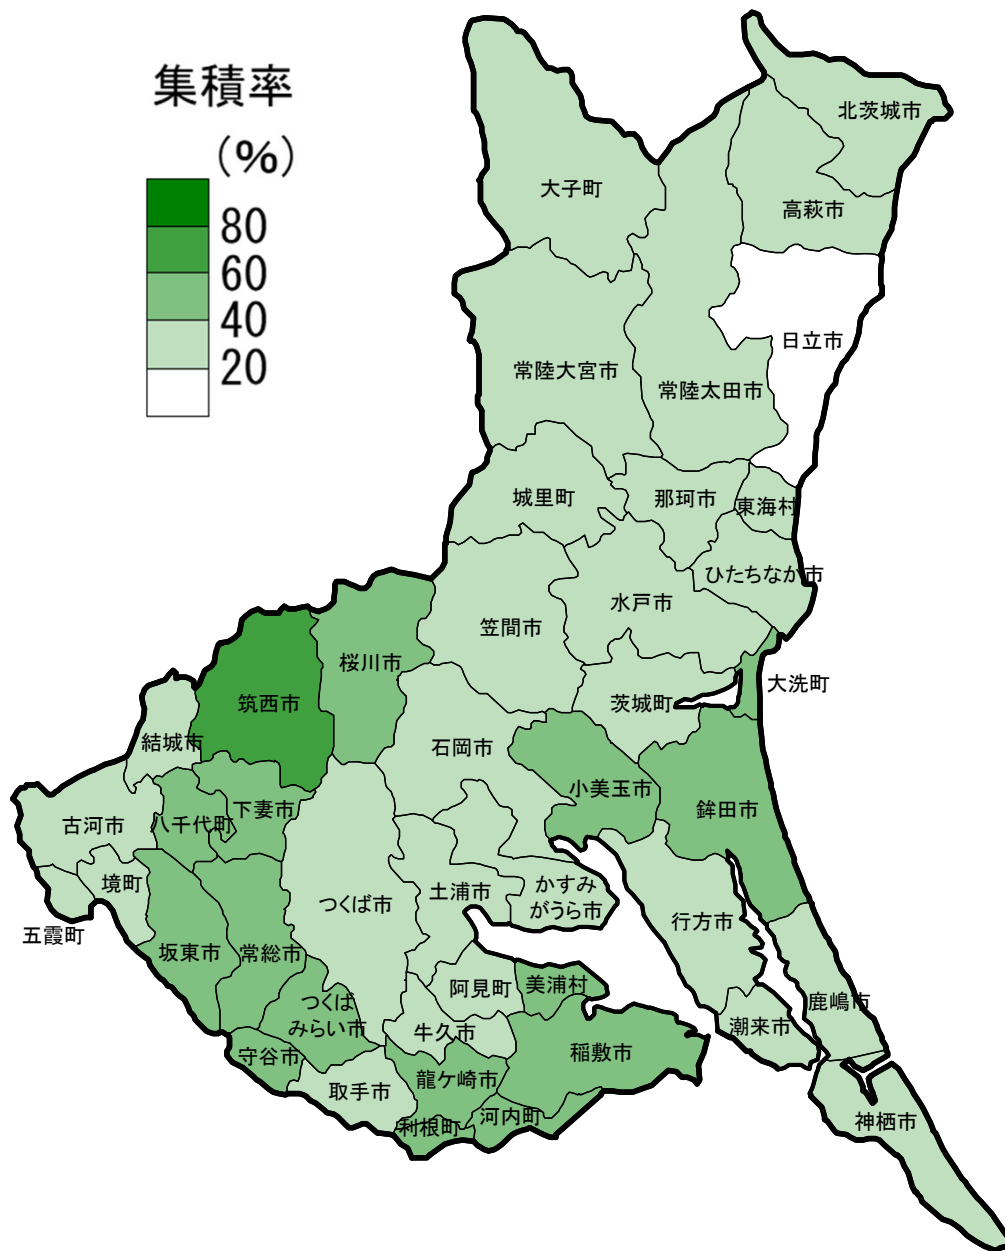 集積率
(%)
80
60
40
20
北茨城市
大子町
高萩市
日立市
常陸大宮市
常陸太田市
城里町
那珂市
東海村
ひたちなか市
水戸市
笠間市
桜川市
大洗町
筑西市
茨城町
結城市
石岡市
小美玉市
鉾田市
下妻市
八千代町
古河市
境町
かすみ
がうら市
土浦市
つくば市
行方市
五霞町
坂東市
常総市
阿見町
美浦村
鹿嶋市
つくば
みらい市
潮来市
牛久市
稲敷市
守谷市
龍ケ崎市
取手市
河内町
利根町
神栖市